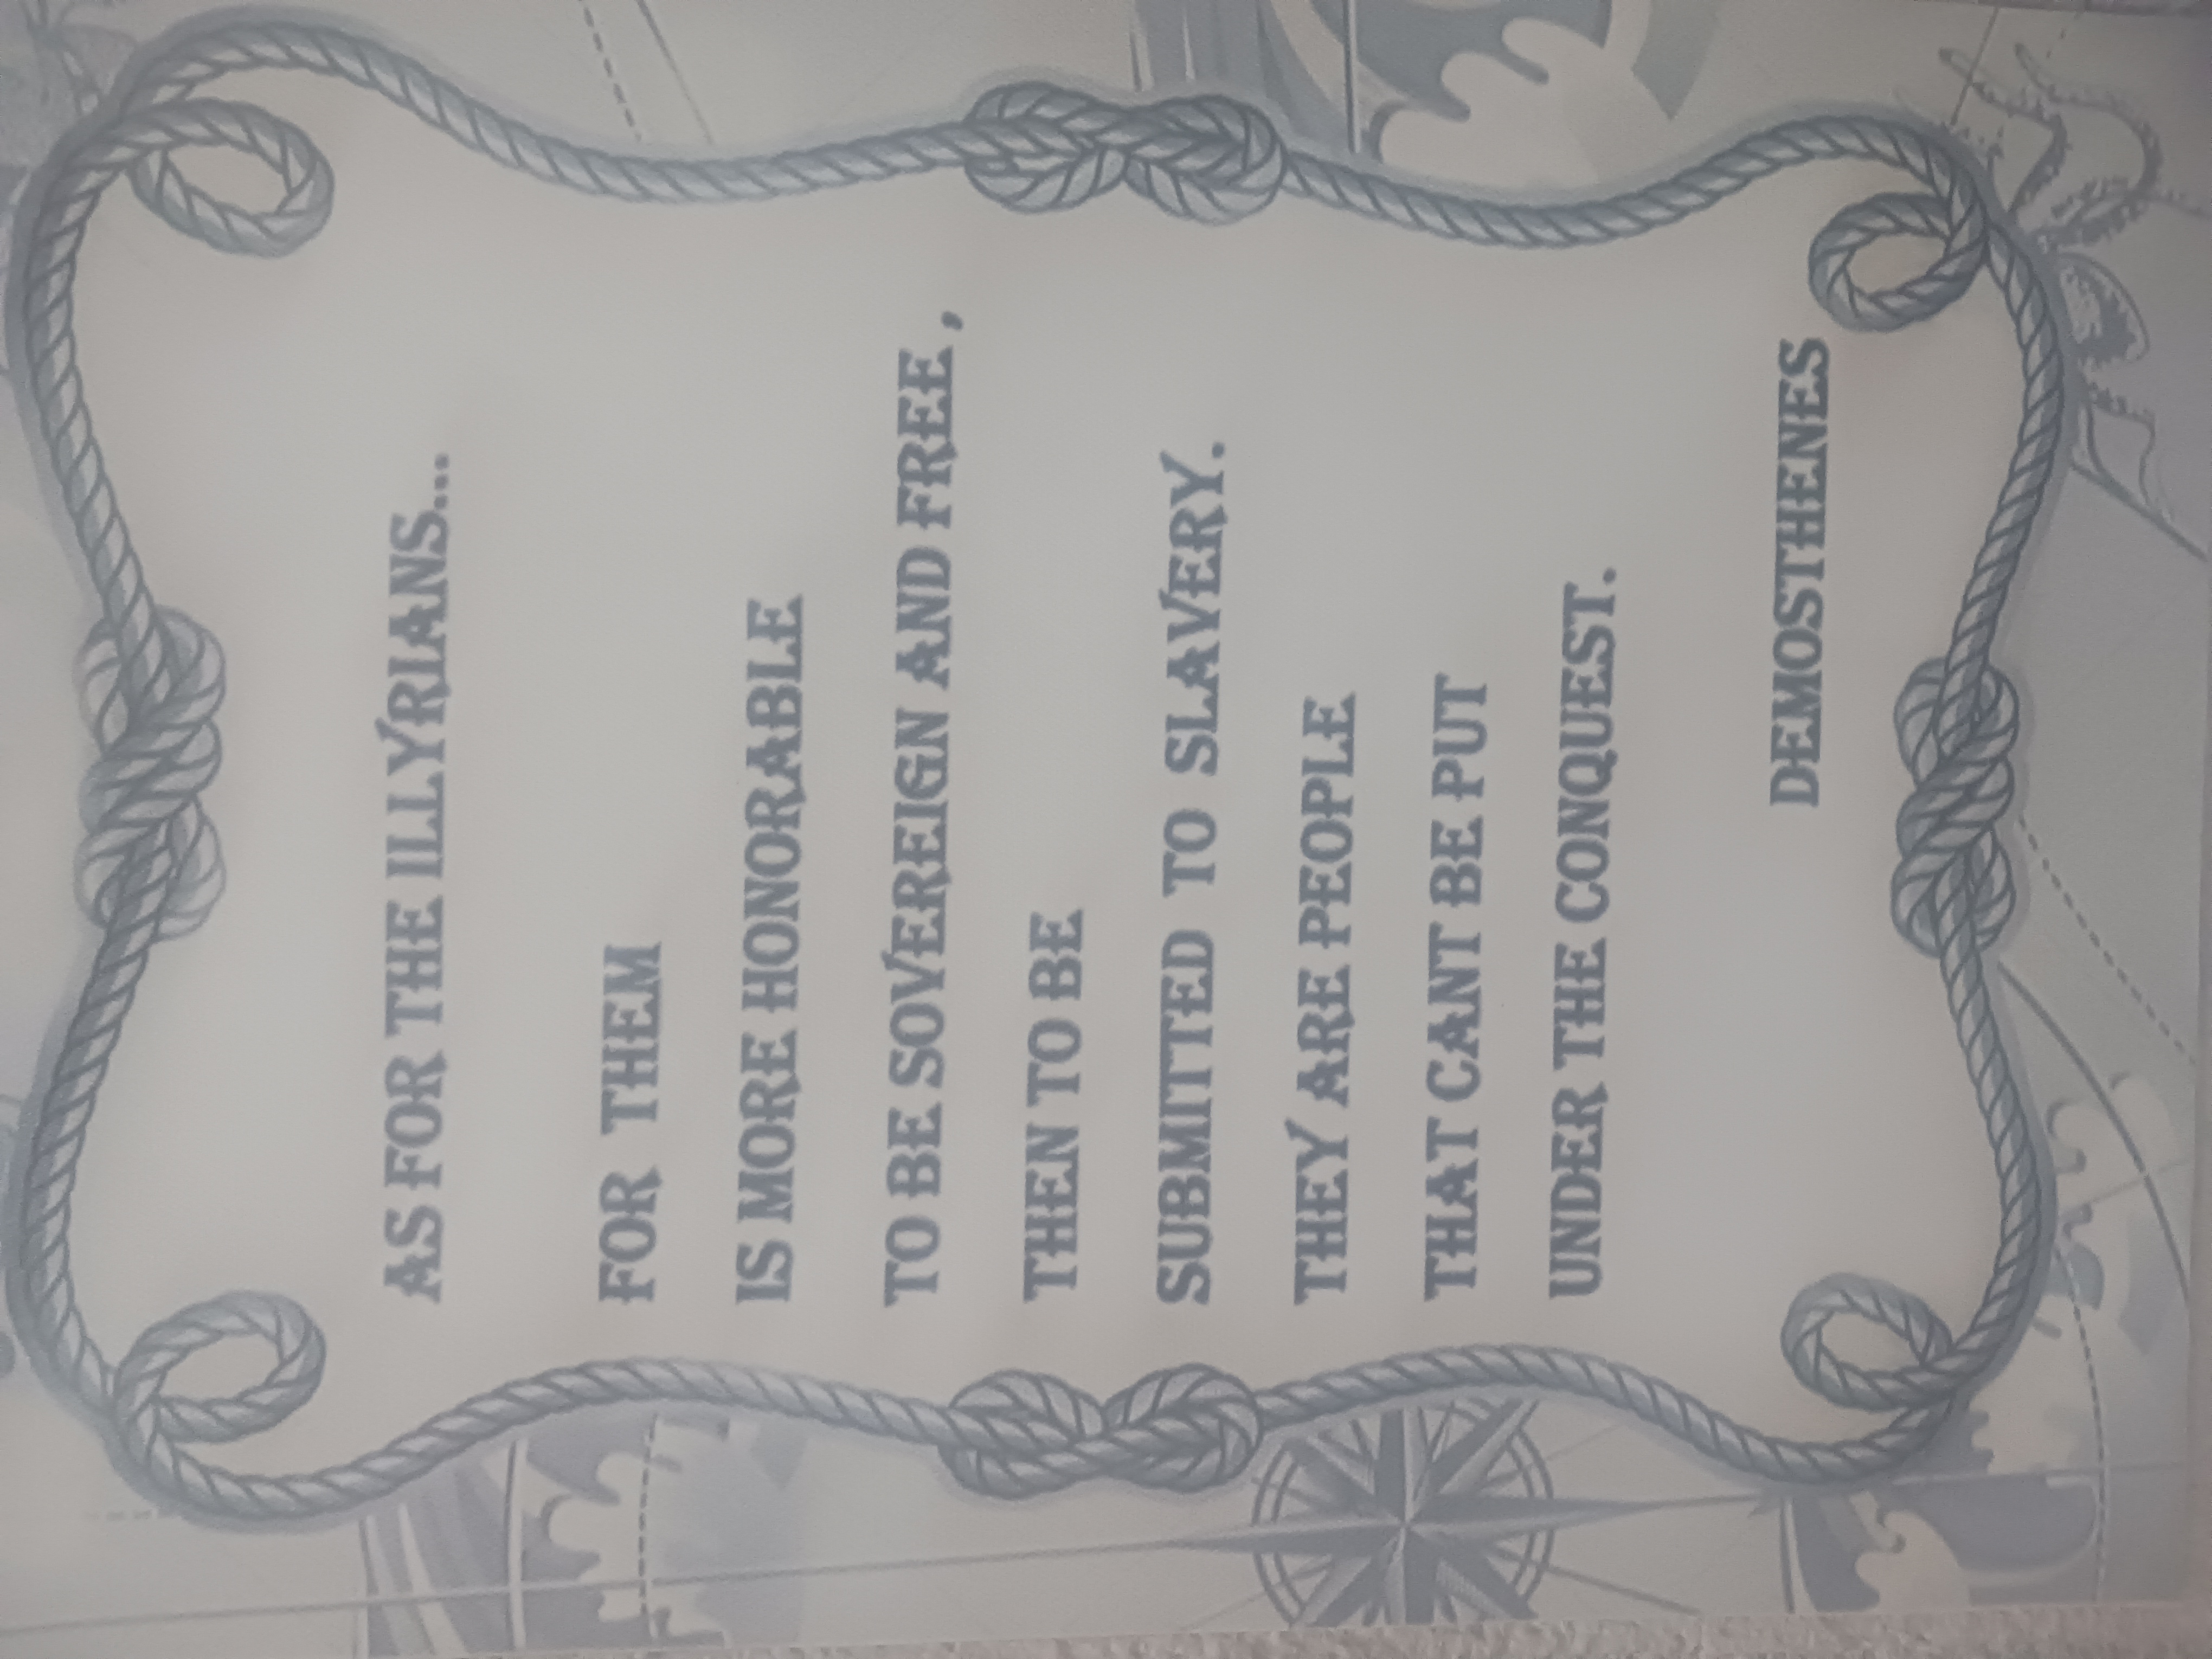 AS FOR THE ILLYRIANS...
FOR THEM
IS MORE HONORABLE
TO BE SOVEREIGN AND FREE ,
THEN TO BE
SUBMITTED TO SLAVERY.
THEY ARE PEOPLE
THAT CANT BE PUT
UNDER THE CONQUEST.
DEMOSTHENES